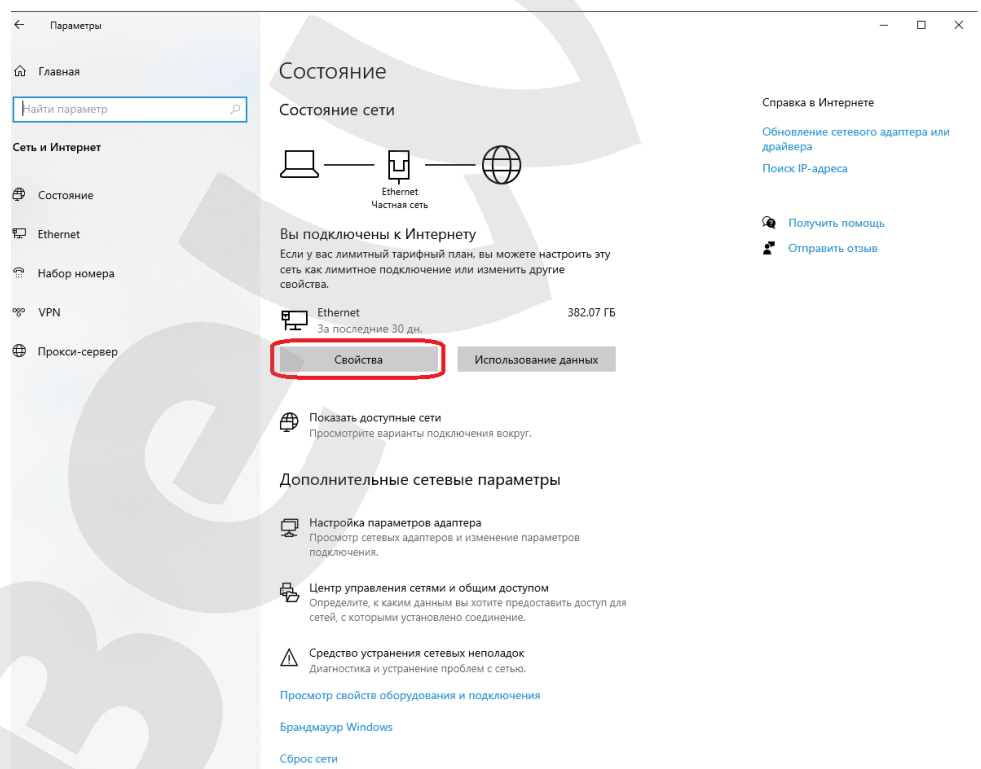 Параметры
Главная
Найти параметр
Сеть и Интернет
Состояние
Ethernet
Набор номера
VPN
Прокси-сервер
Состояние
Состояние сети
Ethernet
Частная сеть
Вы подключены к Интернету
Если у вас лимитный тарифный план, вы можете настроить эту
сеть как лимитное подключение или изменить другие
свойства.
Ethernet 382.07 ГБ
За последние 30 дн.
Свойства Использование данных
Показать доступные сети
Просмотрите варианты подключения вокруг.
Дополнительные сетевые параметры
Настройка параметров адаптера
Просмотр сетевых адаптеров и изменение параметров
подключения.
Центр управления сетями и общим доступом
Определите, к каким данным вы хотите предоставить доступ для
сетей, с которыми установлено соединение.
Средство устранения сетевых неполадок
Диагностика и устранение проблем с сетью.
Просмотр свойств оборудования и подключения
Брандмауэр Windows
Сброс сети
Справка в Интернете
Обновление сетевого адаптера или
драйвера
Поиск IP-адреса
Получить помощь
Отправить отзыв